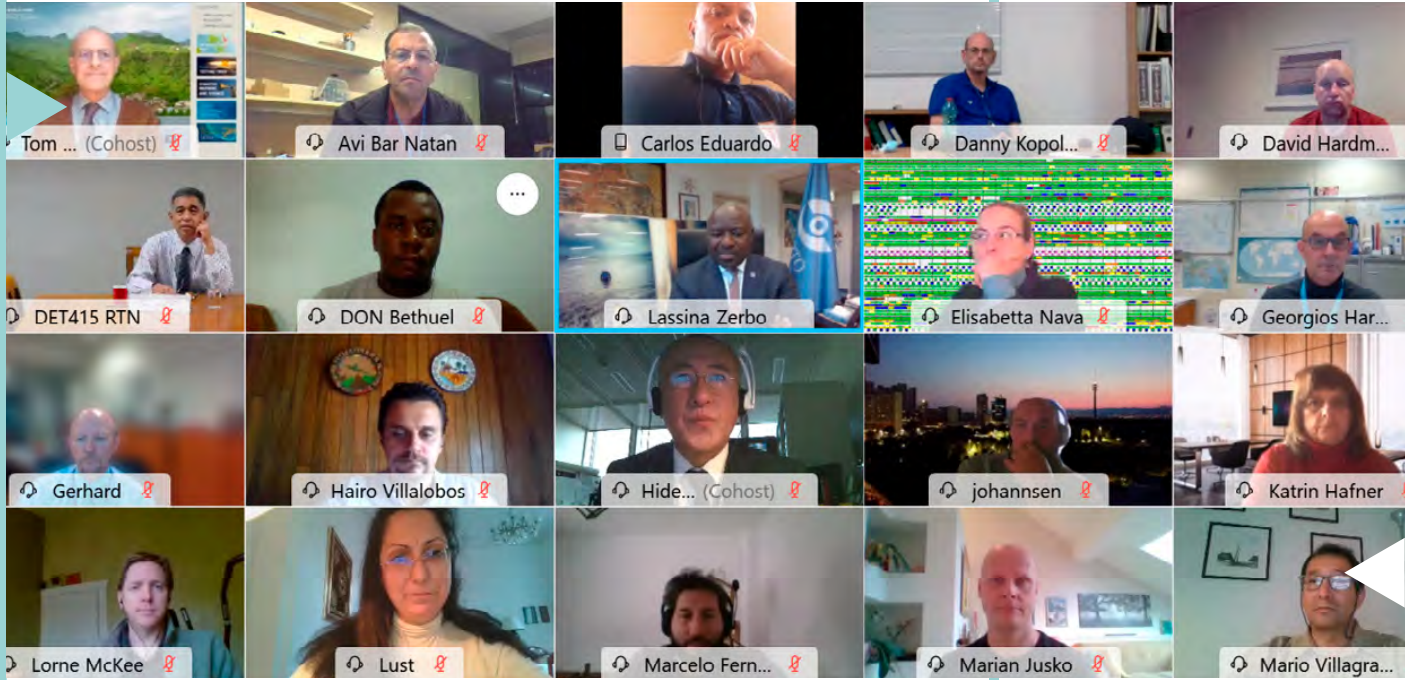 Tom ... (Cohost)
Avi Bar Natan
Carlos Eduardo
Danny Kopol...
David Hardm...
DET415 RTN
DON Bethuel
Lassina Zerbo
Elisabetta Nava
Georgios Har...
Gerhard
Hairo Villalobos
Hide... (Cohost)
johannsen
Katrin Hafner
Lorne McKee
Lust
Marcelo Fern...
Marian Jusko
Mario Villagra...